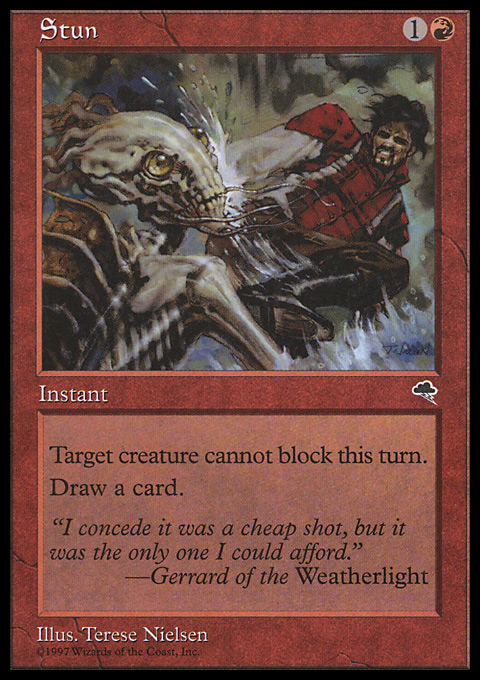 Stun
1
Instant
Target creature cannot block this turn.
Draw a card.
“I concede it was a cheap shot, but it
was the only one I could afford.”
—Gerrard of the Weatherlight
Illus. Terese Nielsen
©1997 Wizards of the Coast, Inc.